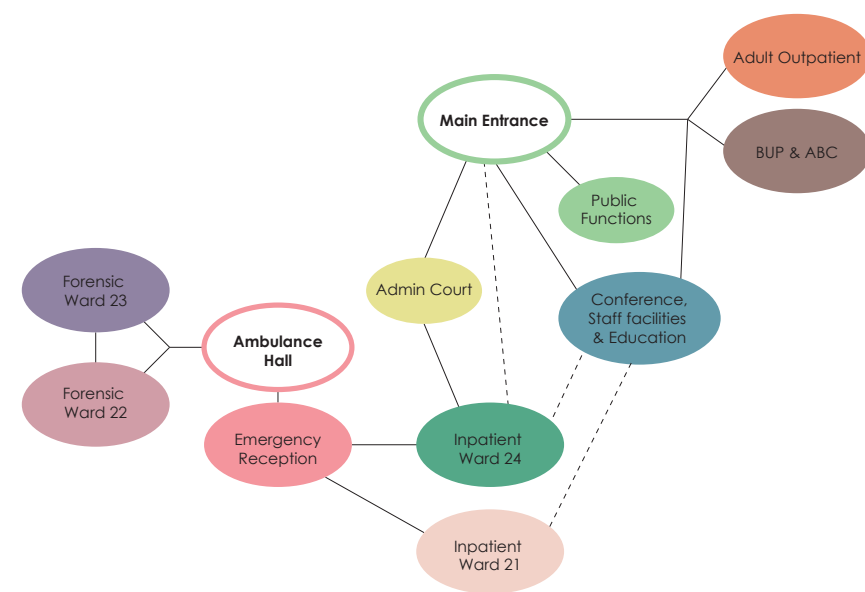 Adult Outpatient
Main Entrance
BUP & ABC
Public
Functions
Admin Court
Conference,
Staff facilities
& Education
Forensic
Ward 23
Ambulance
Hall
Forensic
Ward 22
Emergency
Reception
Inpatient
Ward 24
Inpatient
Ward 21